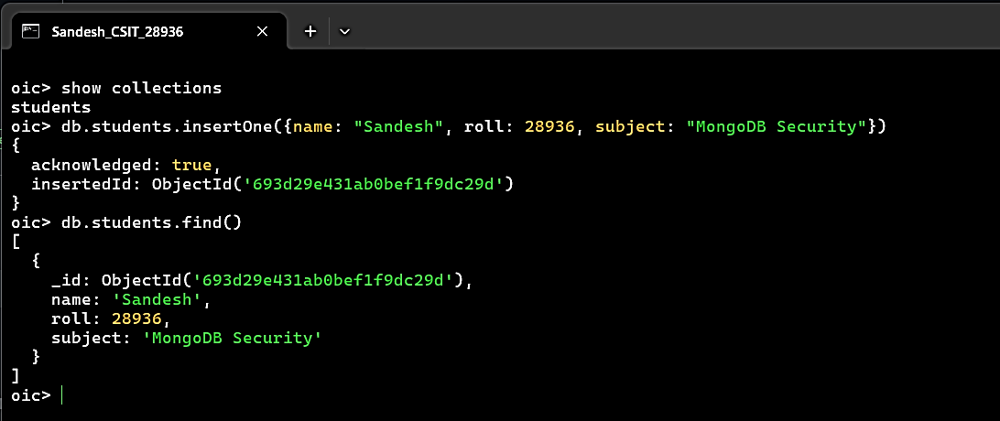 Sandesh_CSIT_28936
oic> show collections
students
oic> db.students.insertOne({name: "Sandesh", roll: 28936, subject: "MongoDB Security"})
{
  acknowledged: true,
  insertedId: ObjectId('693d29e431ab0bef1f9dc29d')
}
oic> db.students.find()
[
  {
    _id: ObjectId('693d29e431ab0bef1f9dc29d'),
    name: 'Sandesh',
    roll: 28936,
    subject: 'MongoDB Security'
  }
]
oic>